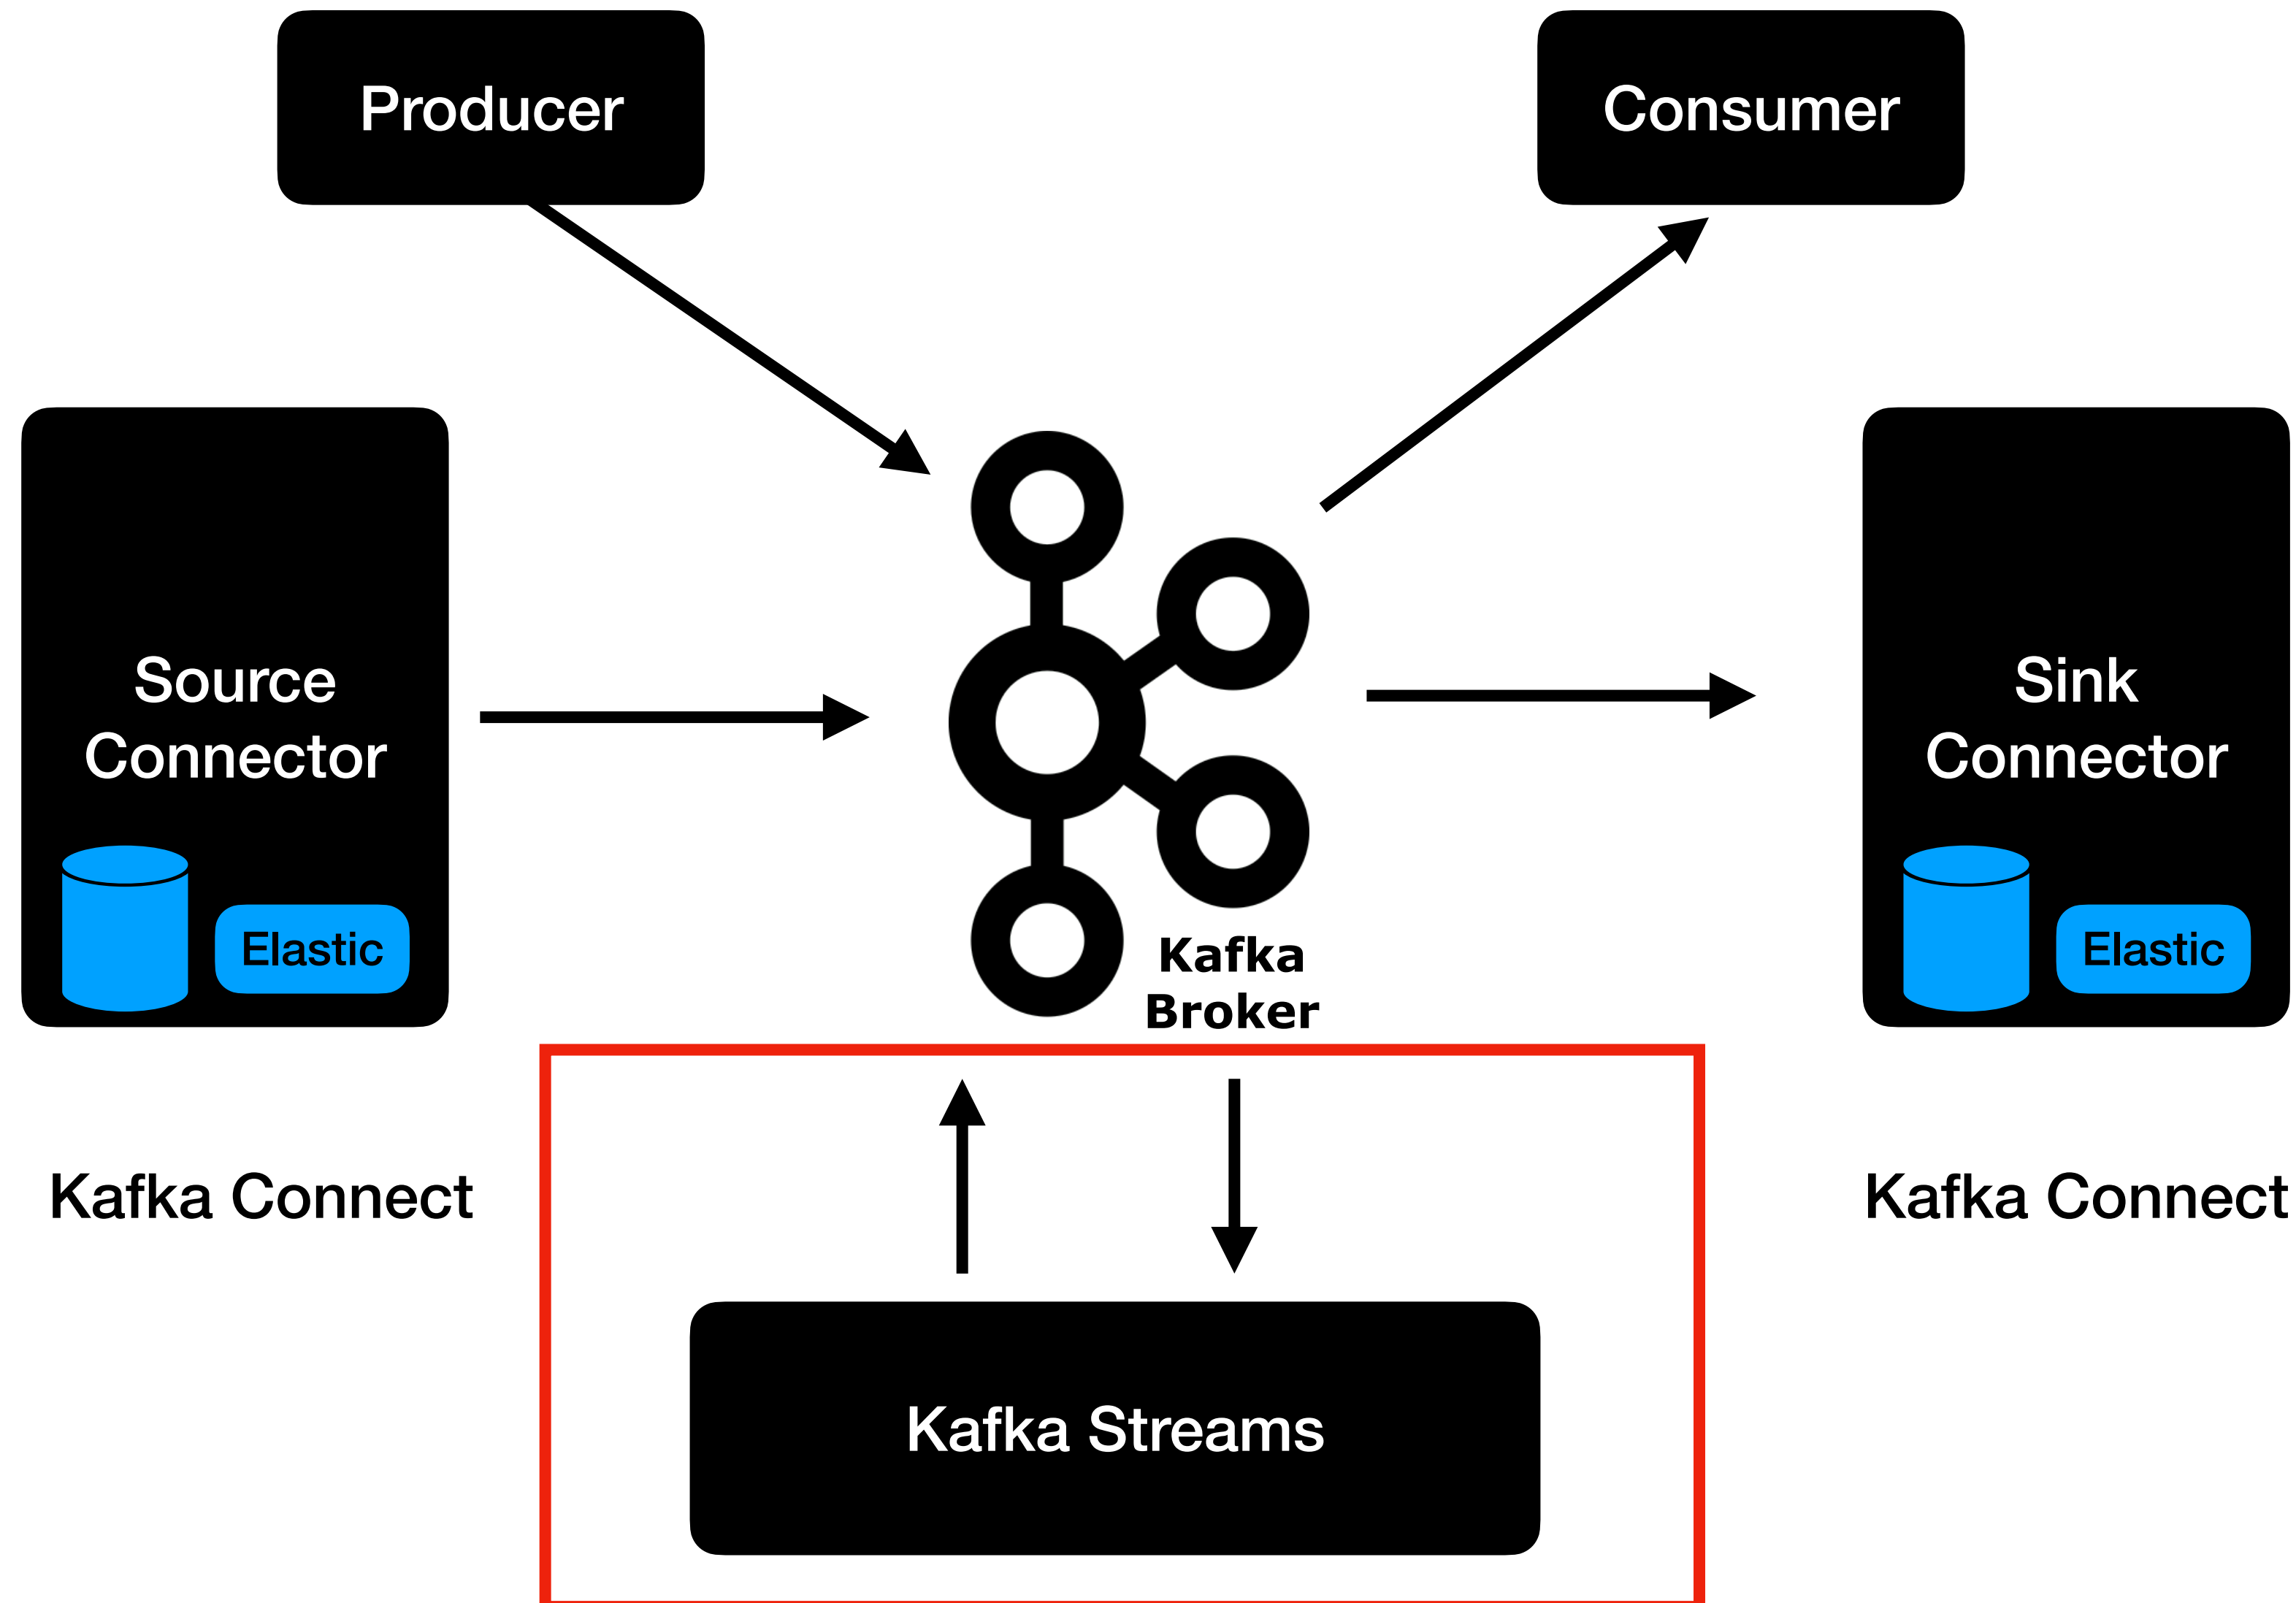 Producer
Consumer
Source
Connector
Elastic
Sink
Connector
Elastic
Kafka
Broker
Kafka Connect
Kafka Connect
Kafka Streams